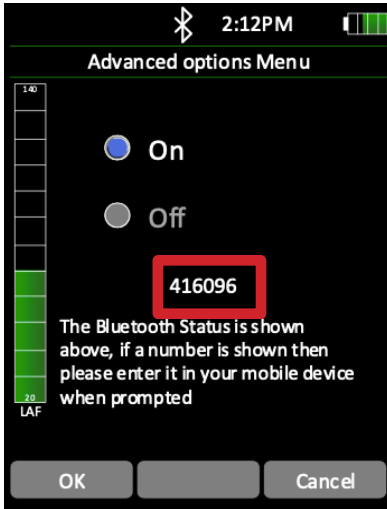 2:12PM
Advanced options Menu
140
On
Off
416096
The Bluetooth Status is shown
above, if a number is shown then
please enter it in your mobile device
when prompted
20
LAF
OK
Cancel